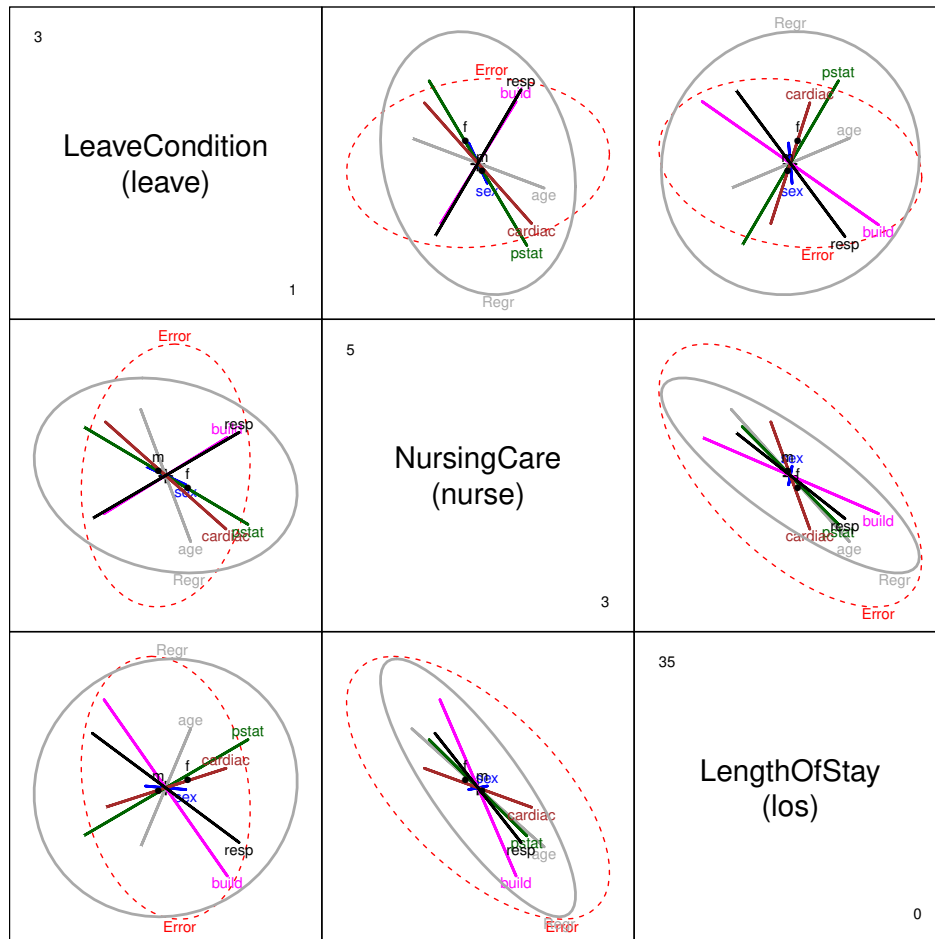 3
LeaveCondition
(leave)
1
Error
resp
build
f
m
sex
age
cardiac
pstat
Regr
Regr
pstat
cardiac
f
age
m
sex
resp
build
Error
Error
build
resp
m
f
sex
cardiac
pstat
age
Regr
5
NursingCare
(nurse)
3
sex
m
f
build
resp
cardiac
pstat
age
Regr
Error
Regr
age
pstat
f
cardiac
m
sex
resp
build
Error
f
m
sex
cardiac
pstat
resp
age
build
Regr
Error
35
LengthOfStay
(los)
0